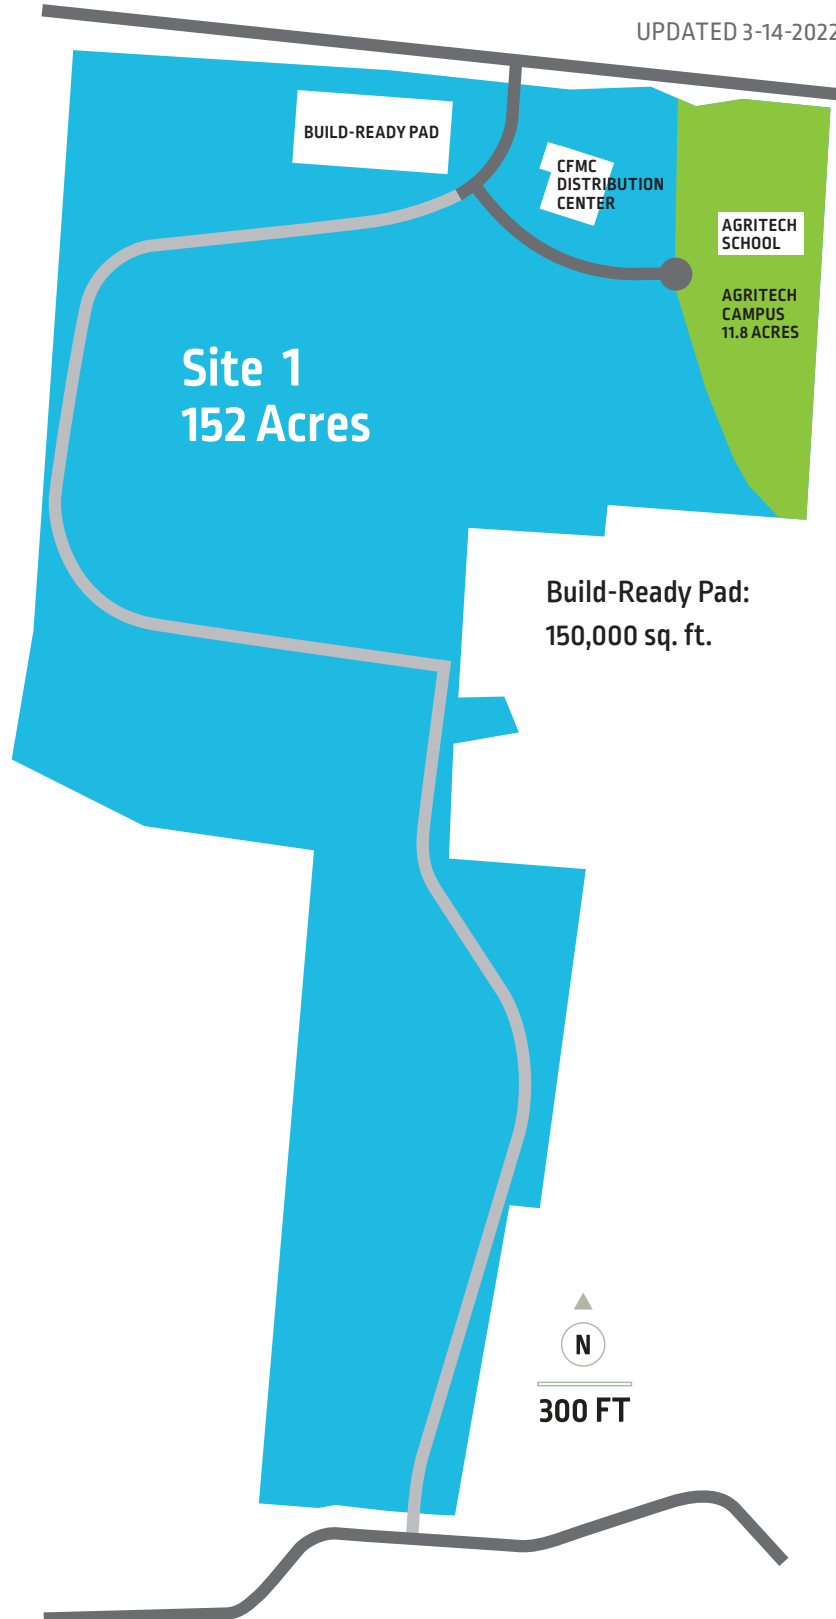 UPDATED 3-14-2022
BUILD-READY PAD
CFMC
DISTRIBUTION
CENTER
AGRITECH
SCHOOL
AGRITECH
CAMPUS
11.8 ACRES
Site 1
152 Acres
Build-Ready Pad:
150,000 sq. ft.
N
300 FT